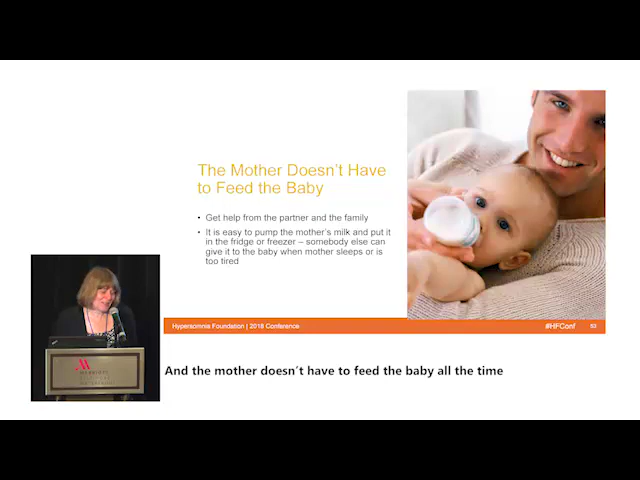 The Mother Doesn't Have
to Feed the Baby
• Get help from the partner and the family
• It is easy to pump the mother's milk and put it
in the fridge or freezer – somebody else can
give it to the baby when mother sleeps or is
too tired
Hypersomnia Foundation | 2018 Conference
#HFConf
53
MARRIOTT
And the mother doesn't have to feed the baby all the time